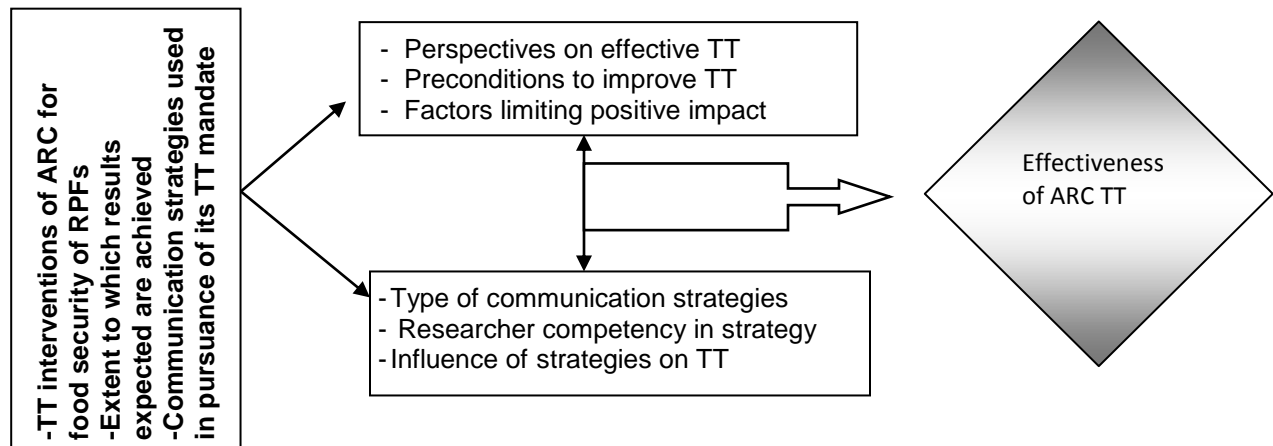 -TT interventions of ARC for
food security of RPFs
-Extent to which results
expected are achieved
-Communication strategies used
in pursuance of its TT mandate
- Perspectives on effective TT
- Preconditions to improve TT
- Factors limiting positive impact
-Type of communication strategies
- Researcher competency in strategy
-Influence of strategies on TT
Effectiveness
of ARC TT